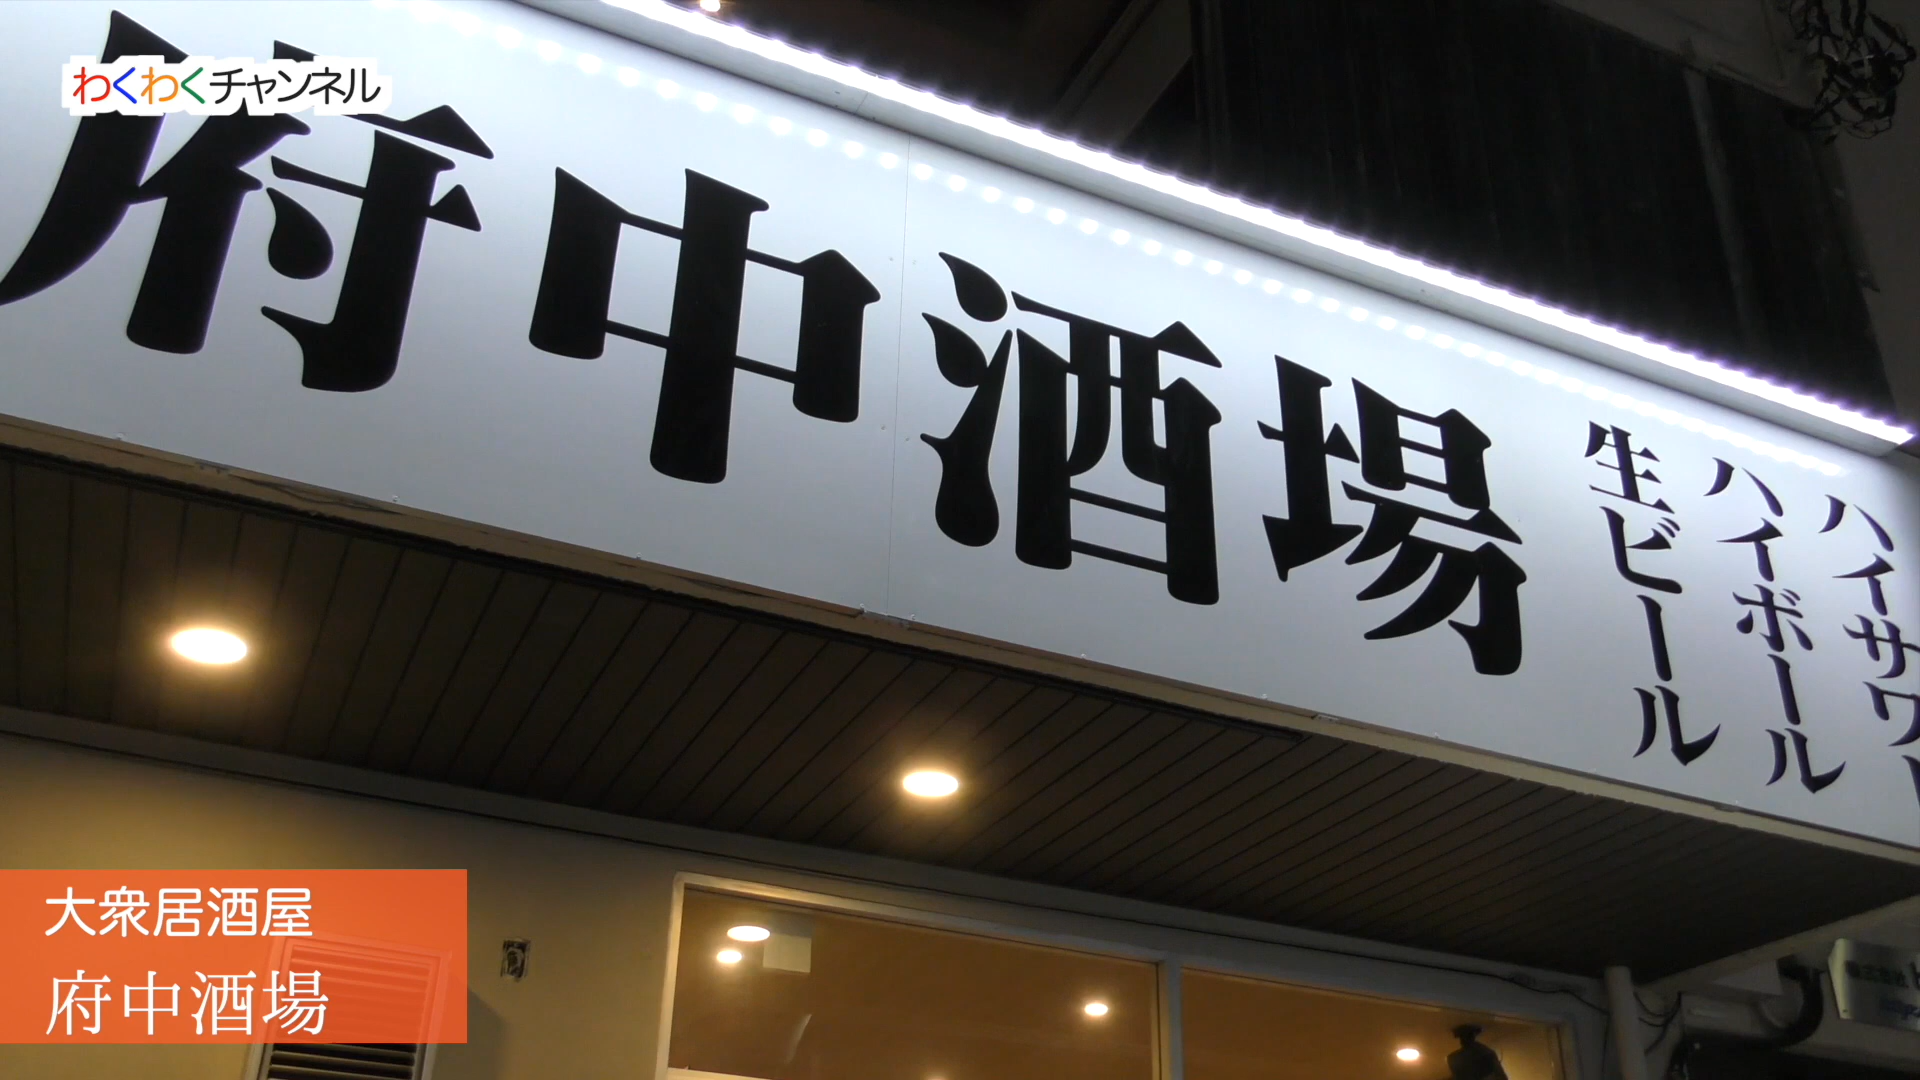 わくわくチャンネル
府中酒場
生ビール
ハイボール
ハイサワー
大衆居酒屋
府中酒場